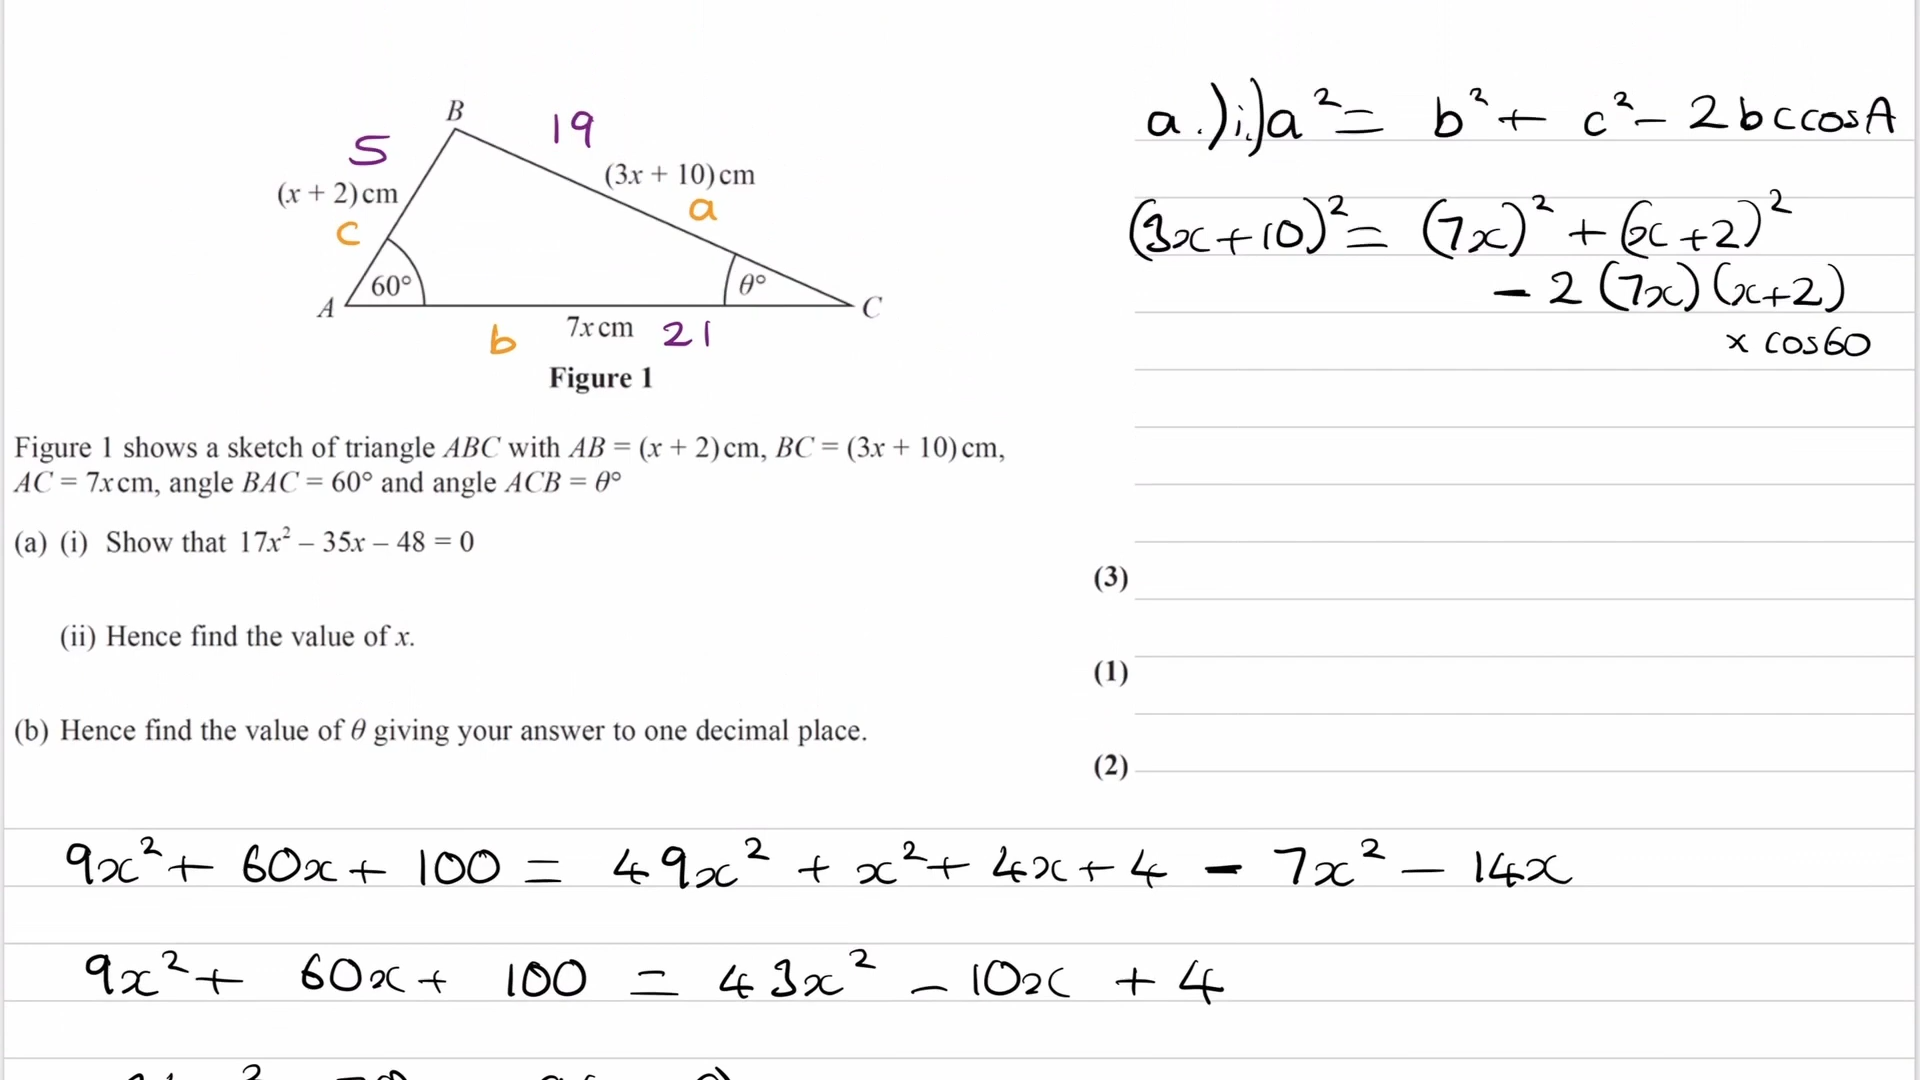 B
5
19
(x + 2) cm
(3x + 10) cm
c
a
60°
θ°
A
C
b
7x cm
21
Figure 1
Figure 1 shows a sketch of triangle ABC with AB = (x + 2) cm, BC = (3x + 10) cm,
AC = 7x cm, angle BAC = 60° and angle ACB = θ°
(a) (i) Show that 17x² – 35x – 48 = 0
(3)
(ii) Hence find the value of x.
(1)
(b) Hence find the value of θ giving your answer to one decimal place.
(2)
a.)i.) a² = b² + c² - 2bccosA
(3x+10)² = (7x)² + (x+2)²
- 2(7x)(x+2)
x cos60
9x² + 60x + 100 = 49x² + x² + 4x + 4 - 7x² - 14x
9x² + 60x + 100 = 43x² - 10x + 4